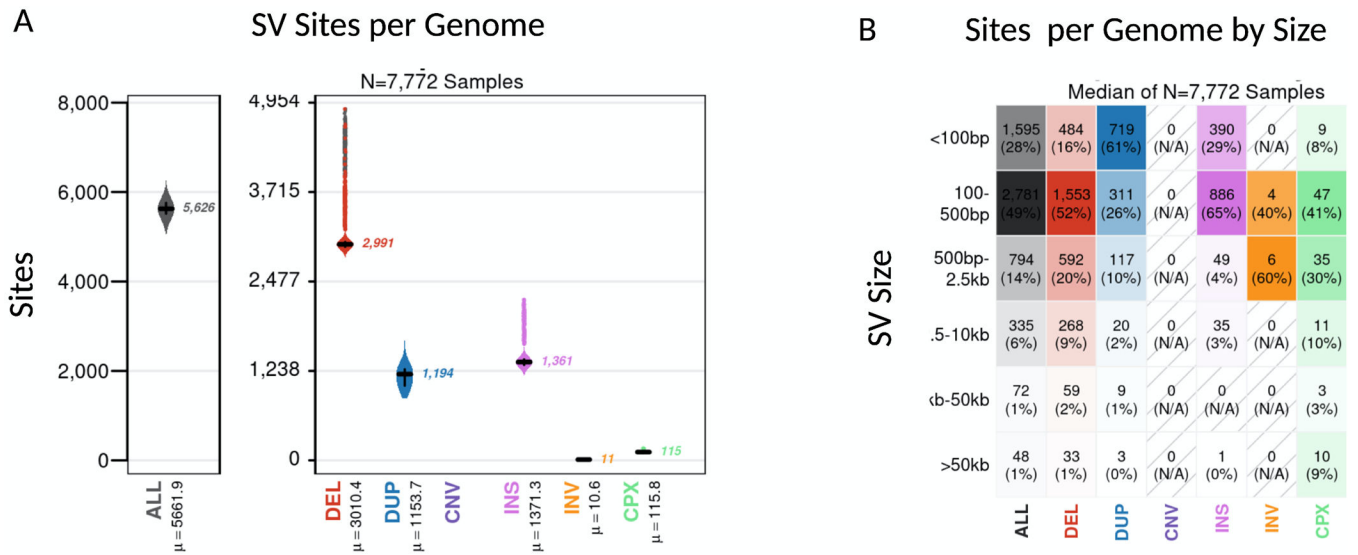 A
SV Sites per Genome
N=7,772 Samples
Sites
8,000
6,000
4,000
2,000
0
5,626
4,954
3,715
2,477
1,238
0
2,991
1,194
1,361
11
115
ALL
μ = 5661.9
DEL
μ = 3010.4
DUP
μ = 1153.7
CNV
INS
μ = 1371.3
INV
μ = 10.6
CPX
μ = 115.8
B
Sites per Genome by Size
Median of N=7,772 Samples
SV Size
<100bp
1,595 484 719 0 390 0 9
(28%) (16%) (61%) (N/A) (29%) (N/A) (8%)
100-
500bp
2,781 1,553 311 0 886 4 47
(49%) (52%) (26%) (N/A) (65%) (40%) (41%)
500bp-
2.5kb
794 592 117 0 49 6 35
(14%) (20%) (10%) (N/A) (4%) (60%) (30%)
.5-10kb
335 268 20 0 35 0 11
(6%) (9%) (2%) (N/A) (3%) (N/A) (10%)
kb-50kb
72 59 9 0 0 0 3
(1%) (2%) (1%) (N/A) (N/A) (N/A) (3%)
>50kb
48 33 3 0 1 0 10
(1%) (1%) (0%) (N/A) (0%) (N/A) (9%)
ALL DEL DUP CNV INS INV CPX